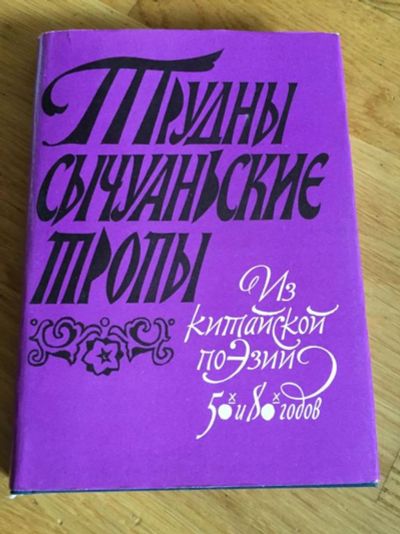 Трудны
сычуаньские
тропы
Из
китайской
поэзии
50х и 80х годов